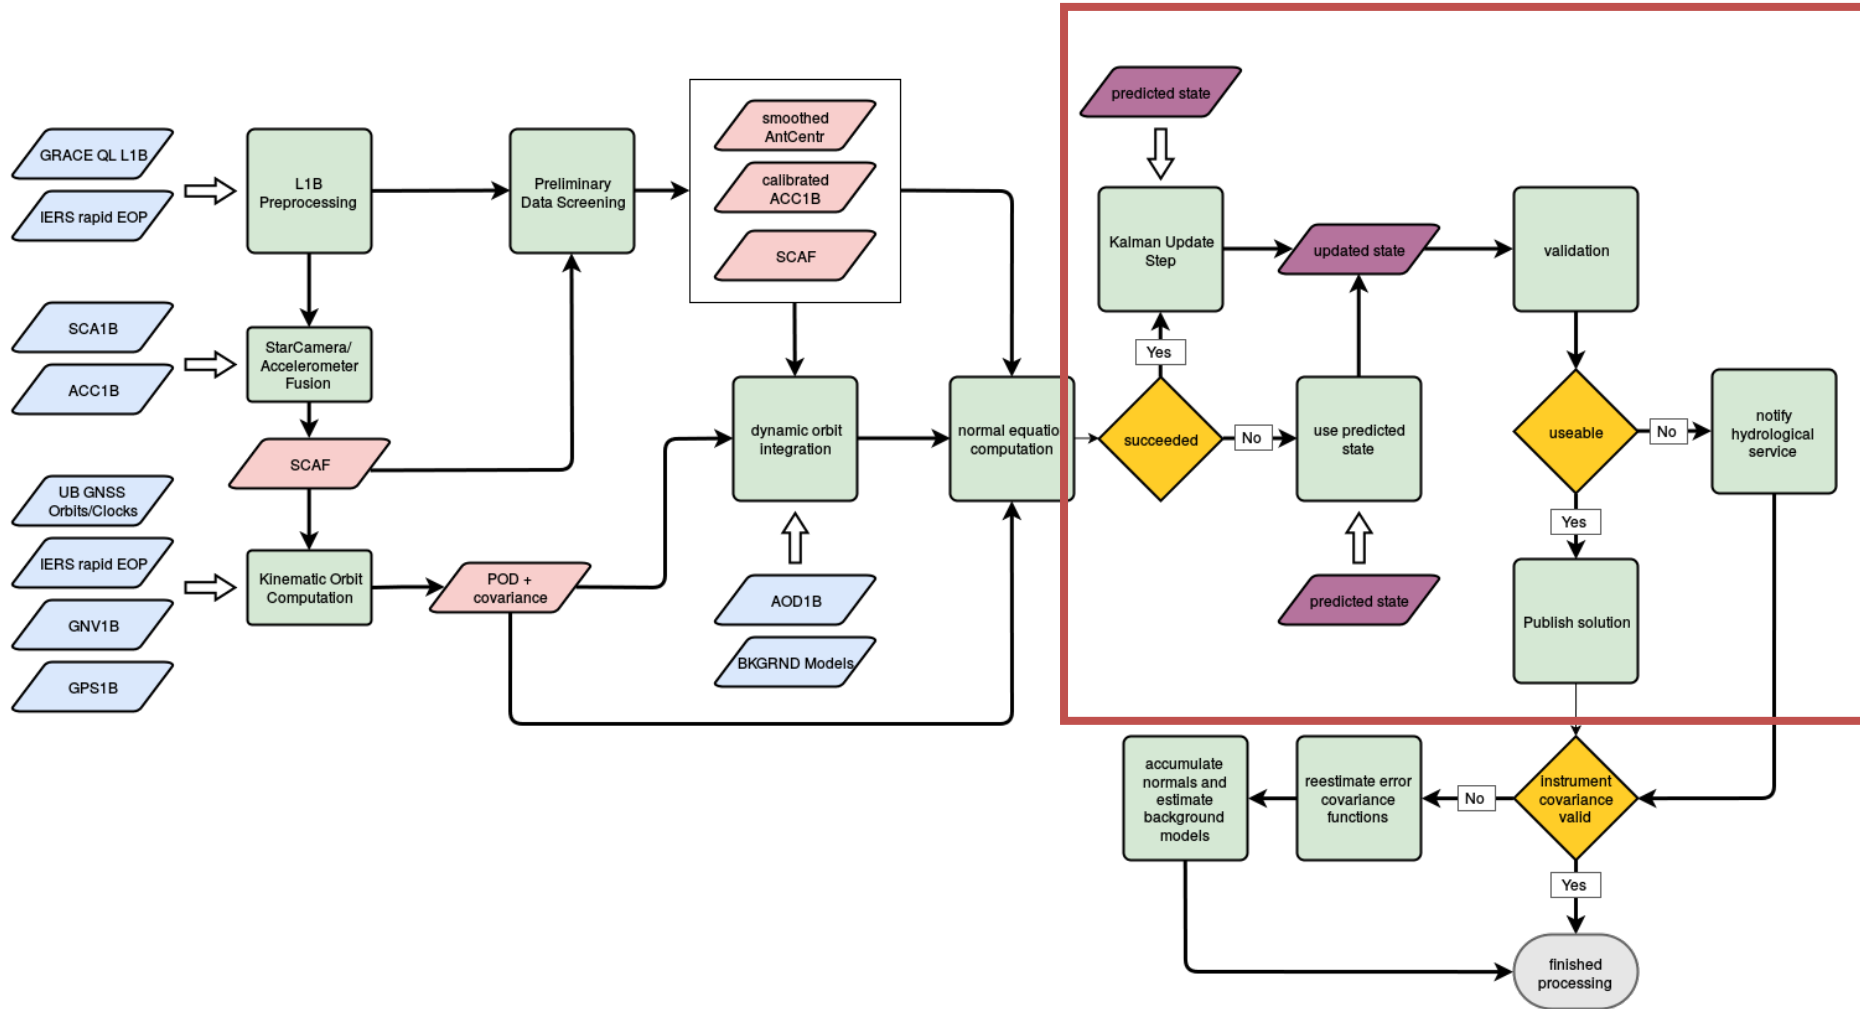 GRACE QL L1B
IERS rapid EOP
L1B
Preprocessing
Preliminary
Data Screening
smoothed
AntCentr
calibrated
ACC1B
SCAF
SCA1B
ACC1B
StarCamera/
Accelerometer
Fusion
SCAF
UB GNSS
Orbits/Clocks
IERS rapid EOP
GNV1B
GPS1B
Kinematic Orbit
Computation
POD +
covariance
dynamic orbit
integration
AOD1B
BKGRND Models
normal equation
computation
predicted state
Kalman Update
Step
Yes
succeeded
No
use predicted
state
predicted state
updated state
validation
useable
No
notify
hydrological
service
Yes
Publish solution
instrument
covariance
valid
No
reestimate error
covariance
functions
accumulate
normals and
estimate
background
models
Yes
finished
processing